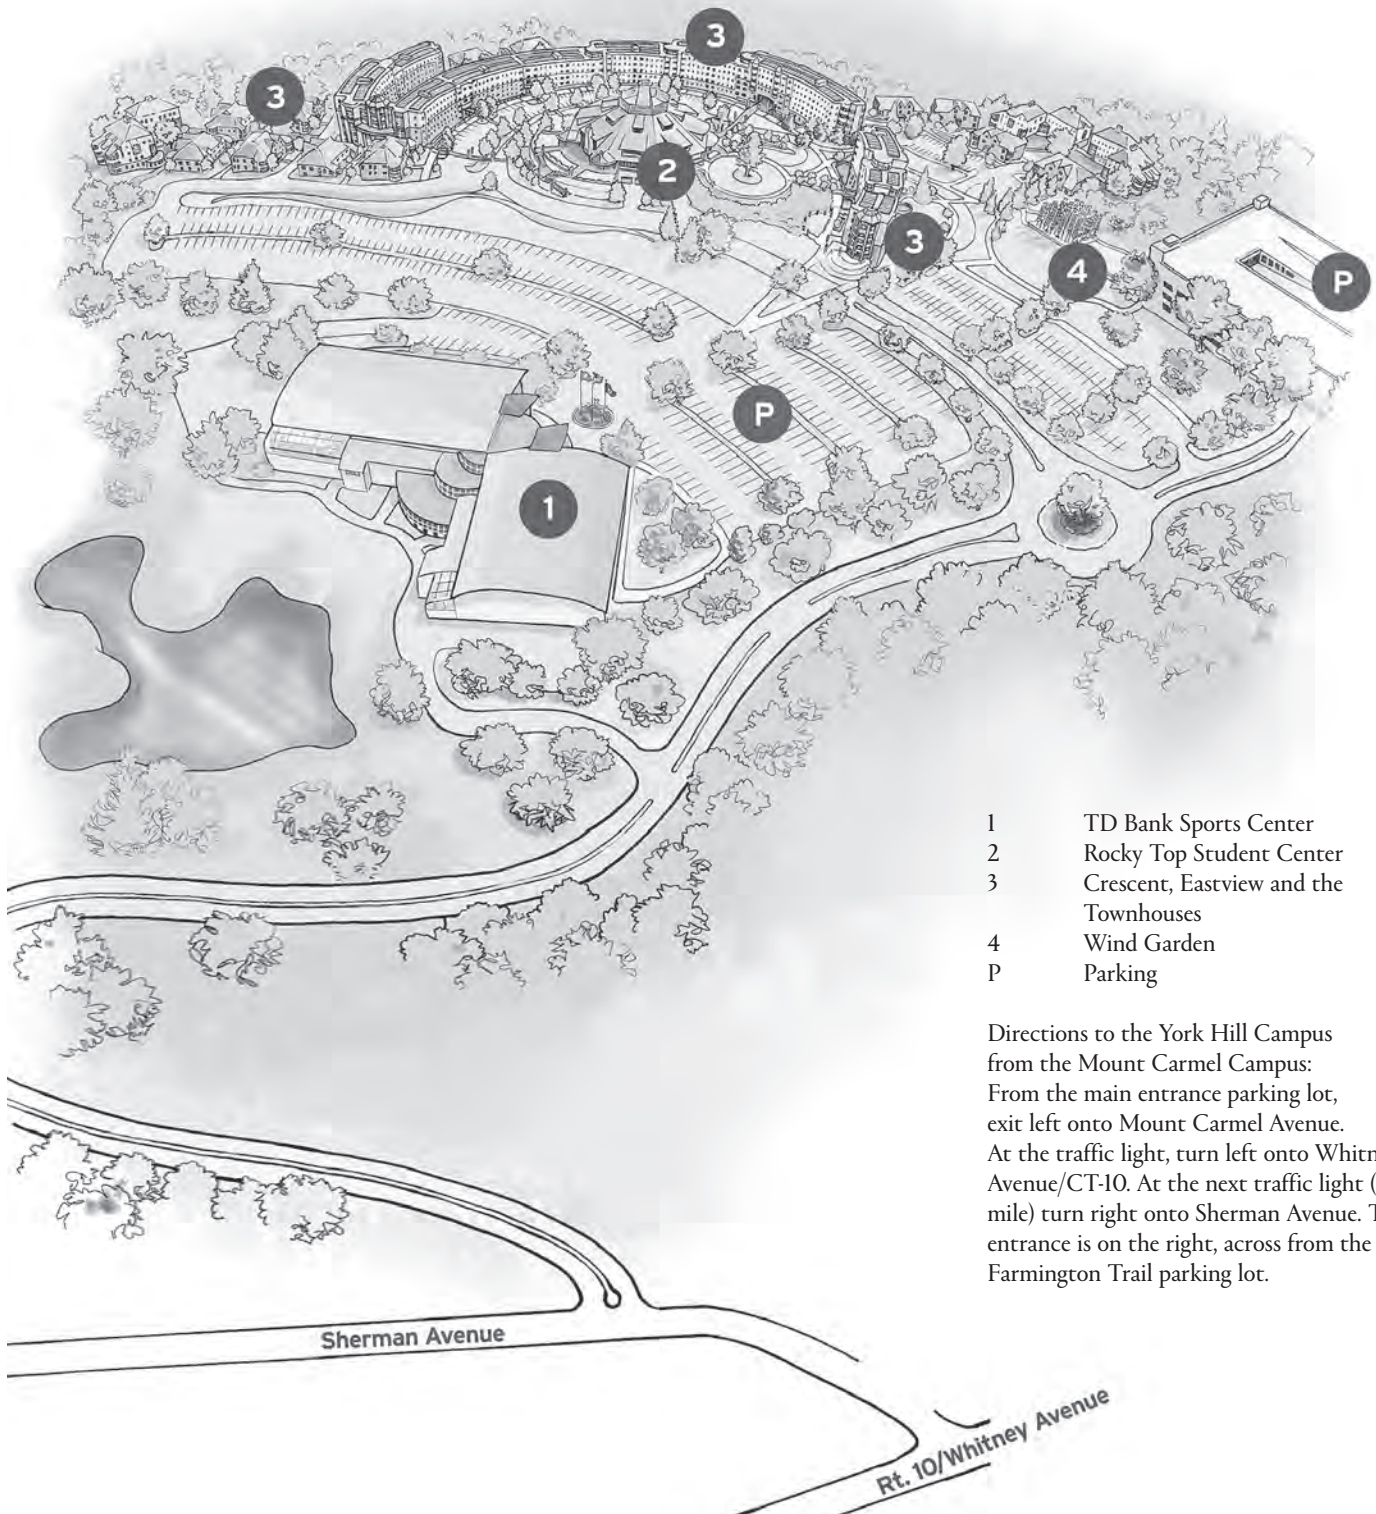 3
3
2
3
4
P
P
1
1 TD Bank Sports Center
2 Rocky Top Student Center
3 Crescent, Eastview and the
Townhouses
4 Wind Garden
P Parking
Directions to the York Hill Campus
from the Mount Carmel Campus:
From the main entrance parking lot,
exit left onto Mount Carmel Avenue.
At the traffic light, turn left onto
Avenue/CT-10. At the next traffic light (
mile) turn right onto Sherman Avenue.
entrance is on the right, across from the
Farmington Trail parking lot.
Sherman Avenue
Rt. 10/Whitney Avenue